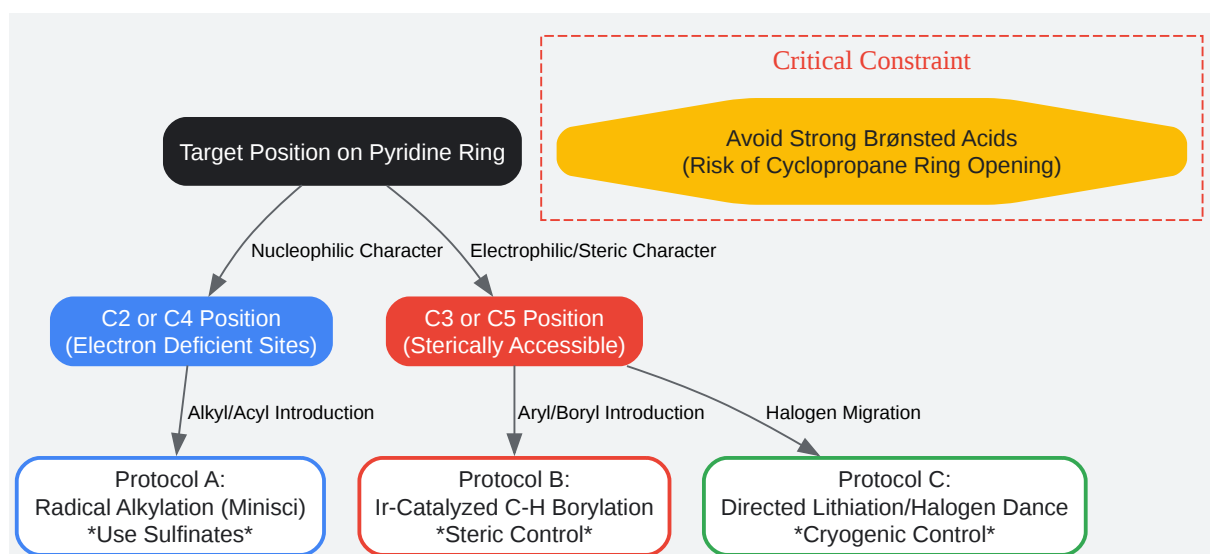 Critical Constraint
Avoid Strong Brønsted Acids
(Risk of Cyclopropane Ring Opening)
Target Position on Pyridine Ring
Nucleophilic Character
Electrophilic/Steric Character
C2 or C4 Position
(Electron Deficient Sites)
C3 or C5 Position
(Sterically Accessible)
Alkyl/Acyl Introduction
Aryl/Boryl Introduction
Halogen Migration
Protocol A:
Radical Alkylation (Minisci)
*Use Sulfinates*
Protocol B:
Ir-Catalyzed C-H Borylation
*Steric Control*
Protocol C:
Directed Lithiation/Halogen Dance
*Cryogenic Control*